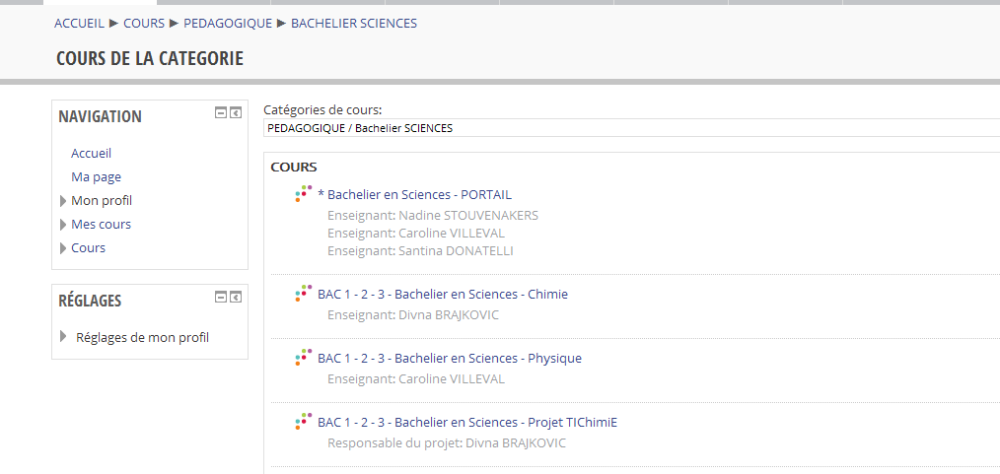 ACCUEIL ▶ COURS ▶ PEDAGOGIQUE ▶ BACHELIER SCIENCES
COURS DE LA CATEGORIE
NAVIGATION
Accueil
Ma page
Mon profil
Mes cours
Cours
RÉGLAGES
Réglages de mon profil
Catégories de cours:
PEDAGOGIQUE / Bachelier SCIENCES
COURS
* Bachelier en Sciences - PORTAIL
Enseignant: Nadine STOUVENAKERS
Enseignant: Caroline VILLEVAL
Enseignant: Santina DONATELLI
BAC 1 - 2 - 3 - Bachelier en Sciences - Chimie
Enseignant: Divna BRAJKOVIC
BAC 1 - 2 - 3 - Bachelier en Sciences - Physique
Enseignant: Caroline VILLEVAL
BAC 1 - 2 - 3 - Bachelier en Sciences - Projet TIChimiE
Responsable du projet: Divna BRAJKOVIC